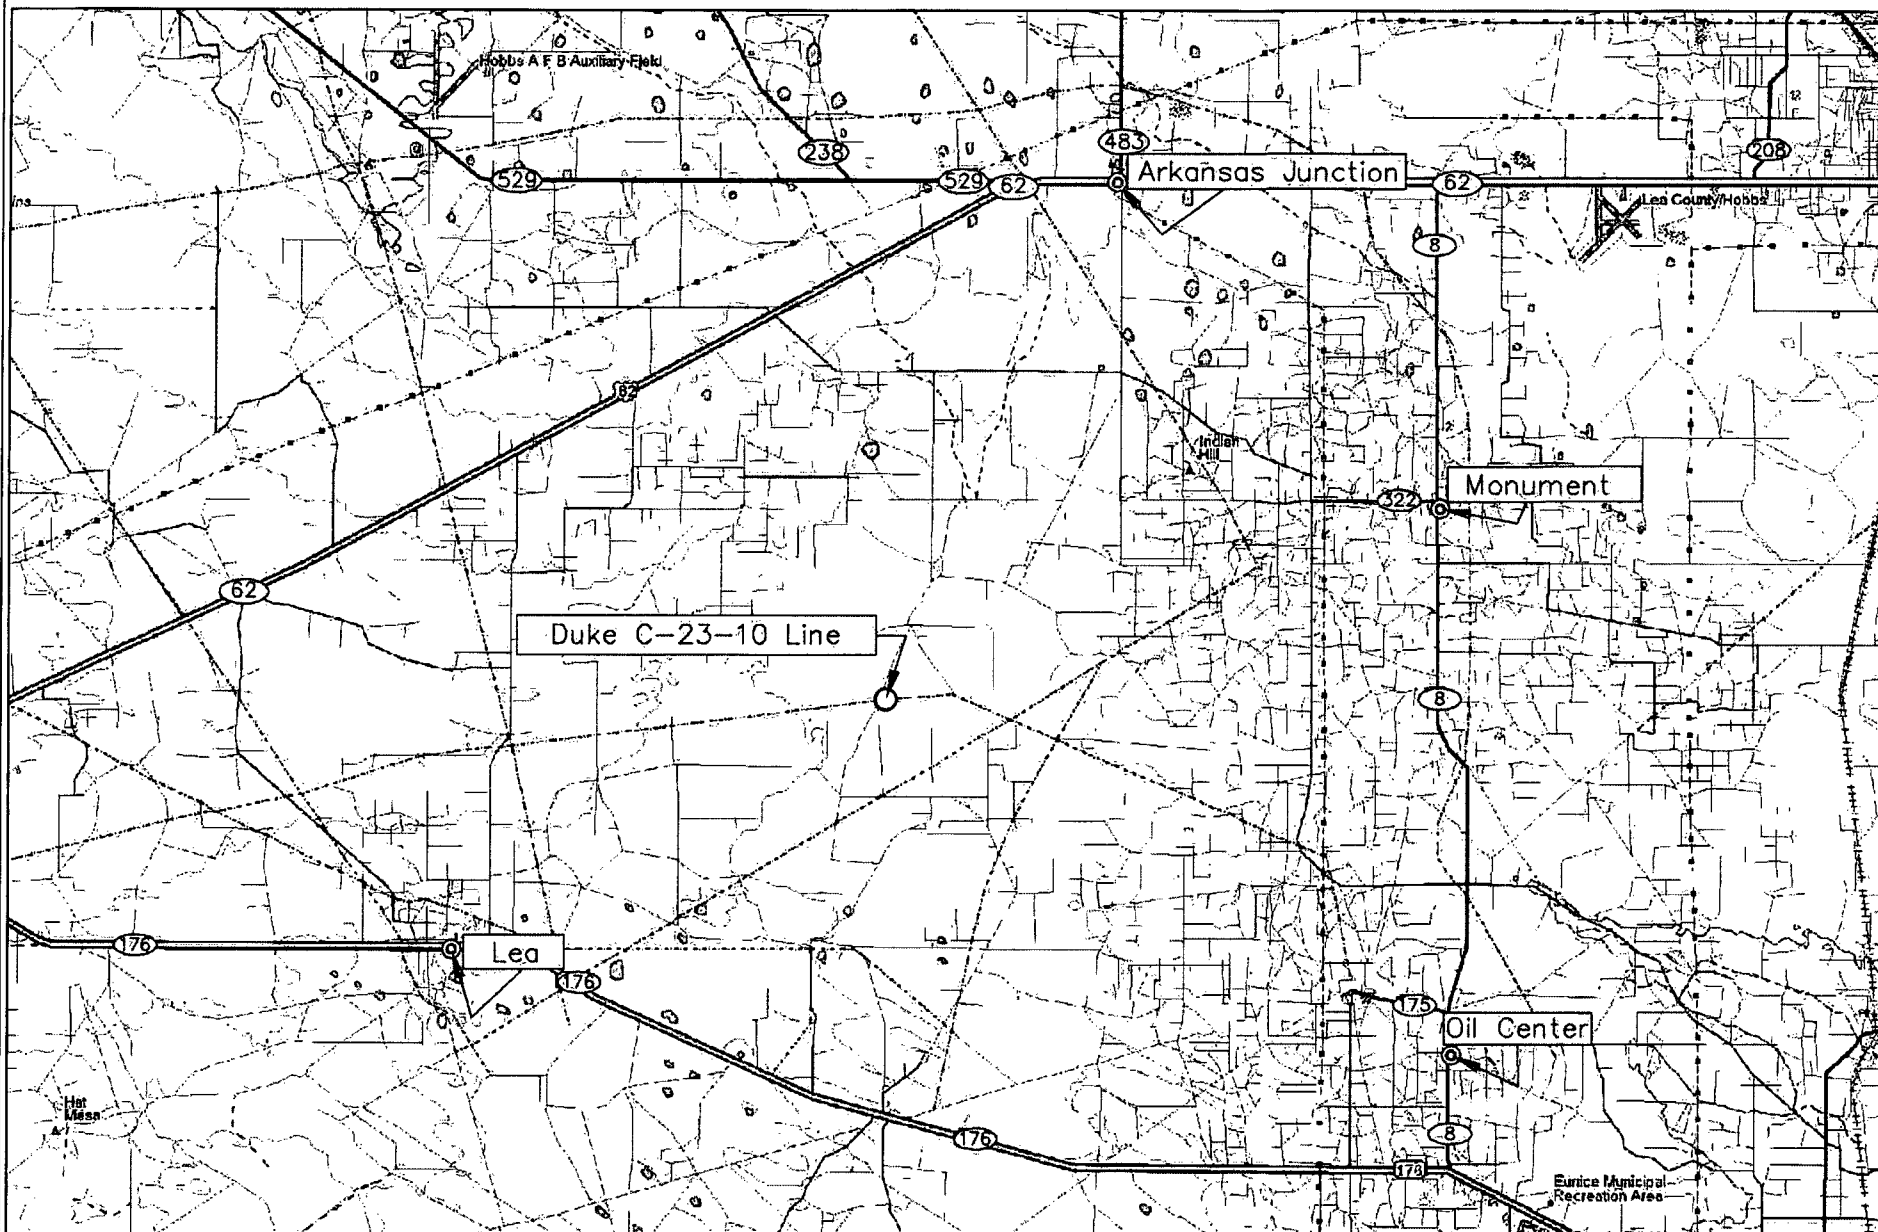 Hobbs A F B Auxiliary Field
238
483
208
529
529
62
Arkansas Junction
62
ins
Lea County/Hobbs
8
62
Indian
Hill
Monument
322
62
Duke C-23-10 Line
8
176
Lea
176
175
Oil Center
Hat
Mesa
176
8
176
Eunice Municipal
Recreation Area